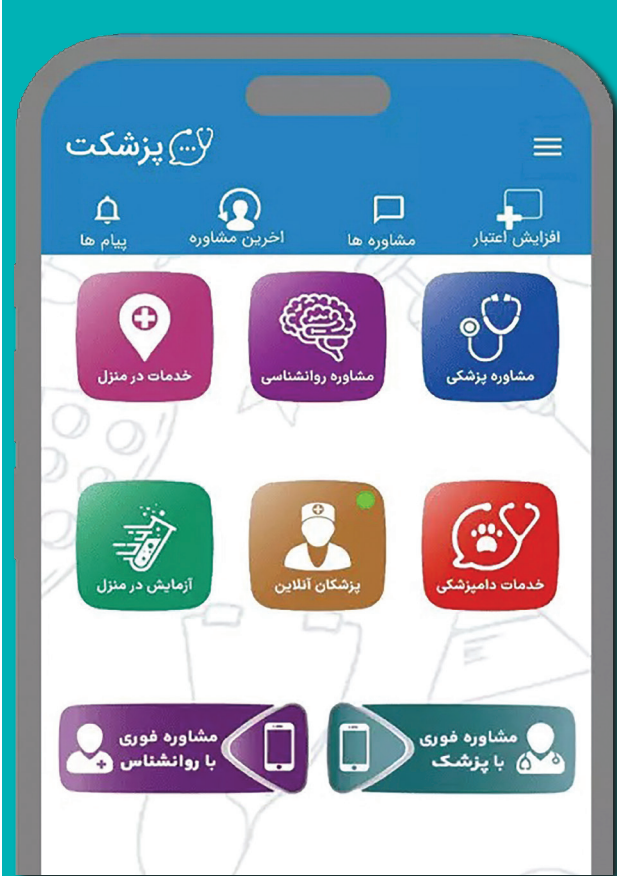 پزشکت
افزایش اعتبار
مشاوره ها
آخرین مشاوره
پیام ها
مشاوره پزشکی
مشاوره روانشناسی
خدمات در منزل
خدمات دامپزشکی
پزشکان آنلاین
آزمایش در منزل
مشاوره فوری
با پزشک
مشاوره فوری
با روانشناس